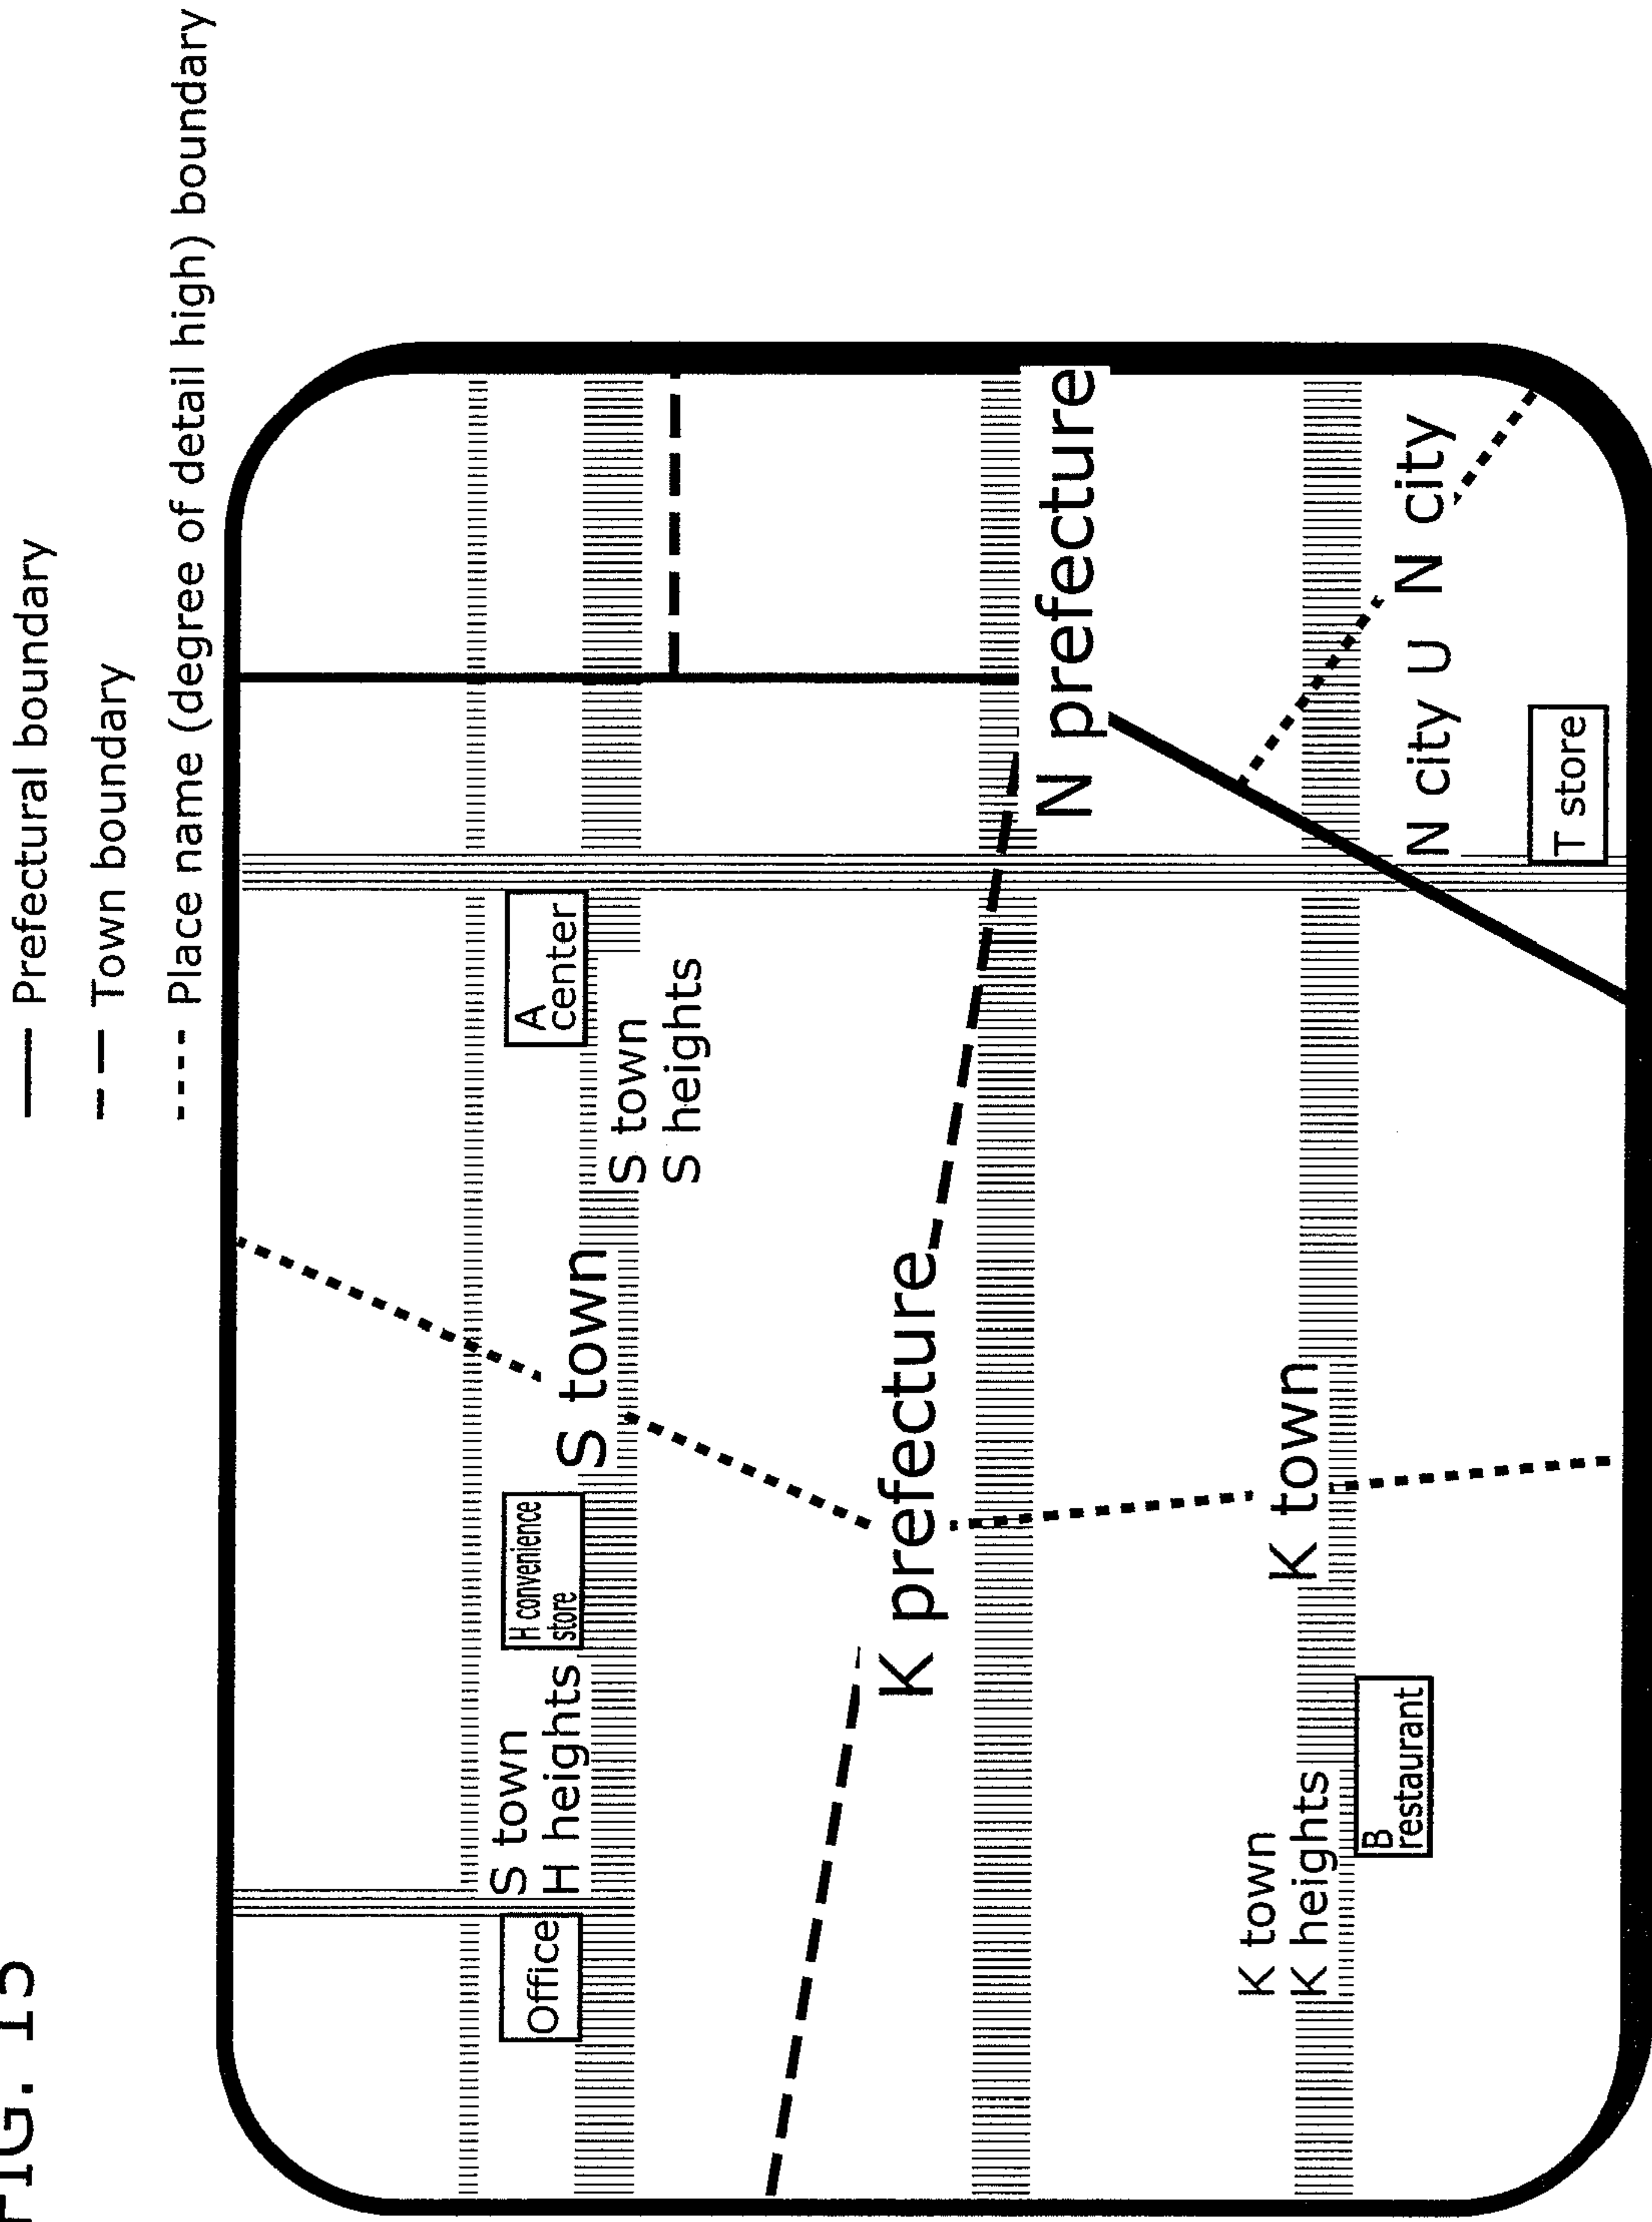 FIG. 15
Prefectural boundary
Town boundary
Place name (degree of detail high) boundary
Office
S town
H heights
H convenience
store
S town
A
center
S town
S heights
K prefecture
N prefecture
K town
K heights
K town
B
restaurant
N city U
N city
T store